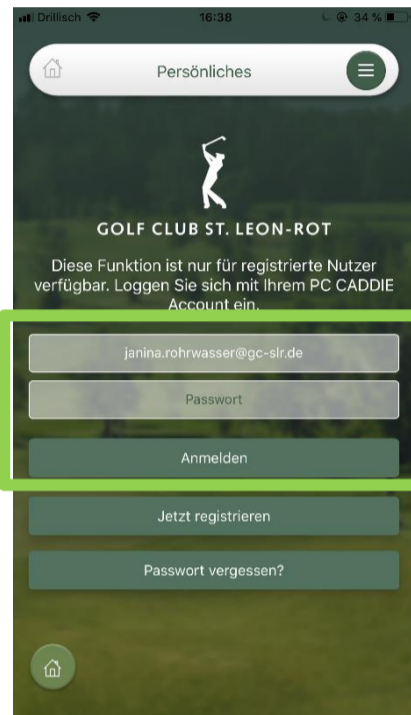 Drillisch 16:38 34 %
Persönliches
GOLF CLUB ST. LEON-ROT
Diese Funktion ist nur für registrierte Nutzer
verfügbar. Loggen Sie sich mit Ihrem PC CADDIE
Account ein.
janina.rohrwasser@gc-slr.de
Passwort
Anmelden
Jetzt registrieren
Passwort vergessen?